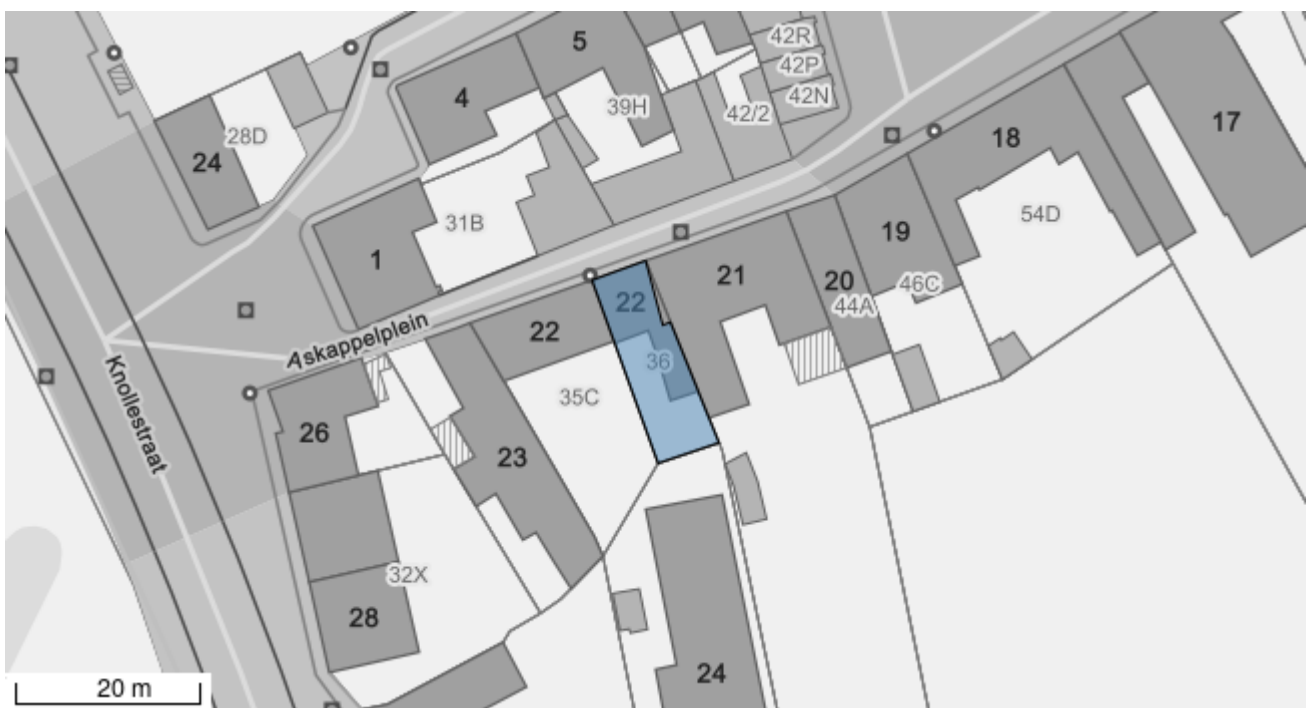 5
42R
42P
42N
4
39H
42/2
28D
24
18
17
31B
54D
1
19
21
20
46C
44A
22
22
Askappelplein
36
35C
Knollestraat
26
23
32X
28
24
20 m